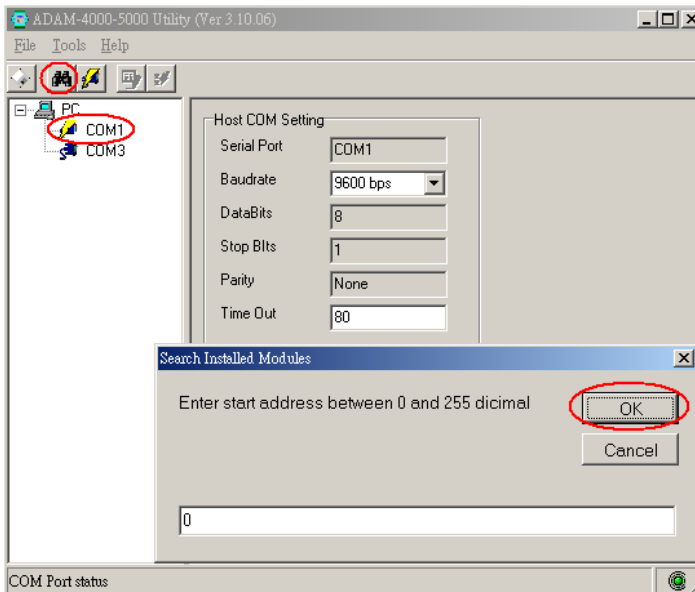 ADAM-4000-5000 Utility (Ver 3.10.06)
File Tools Help
PC
COM1
COM3
Host COM Setting
Serial Port COM1
Baudrate 9600 bps
DataBits 8
Stop BIts 1
Parity None
Time Out 80
Search Installed Modules
Enter start address between 0 and 255 dicimal
OK
Cancel
0
COM Port status